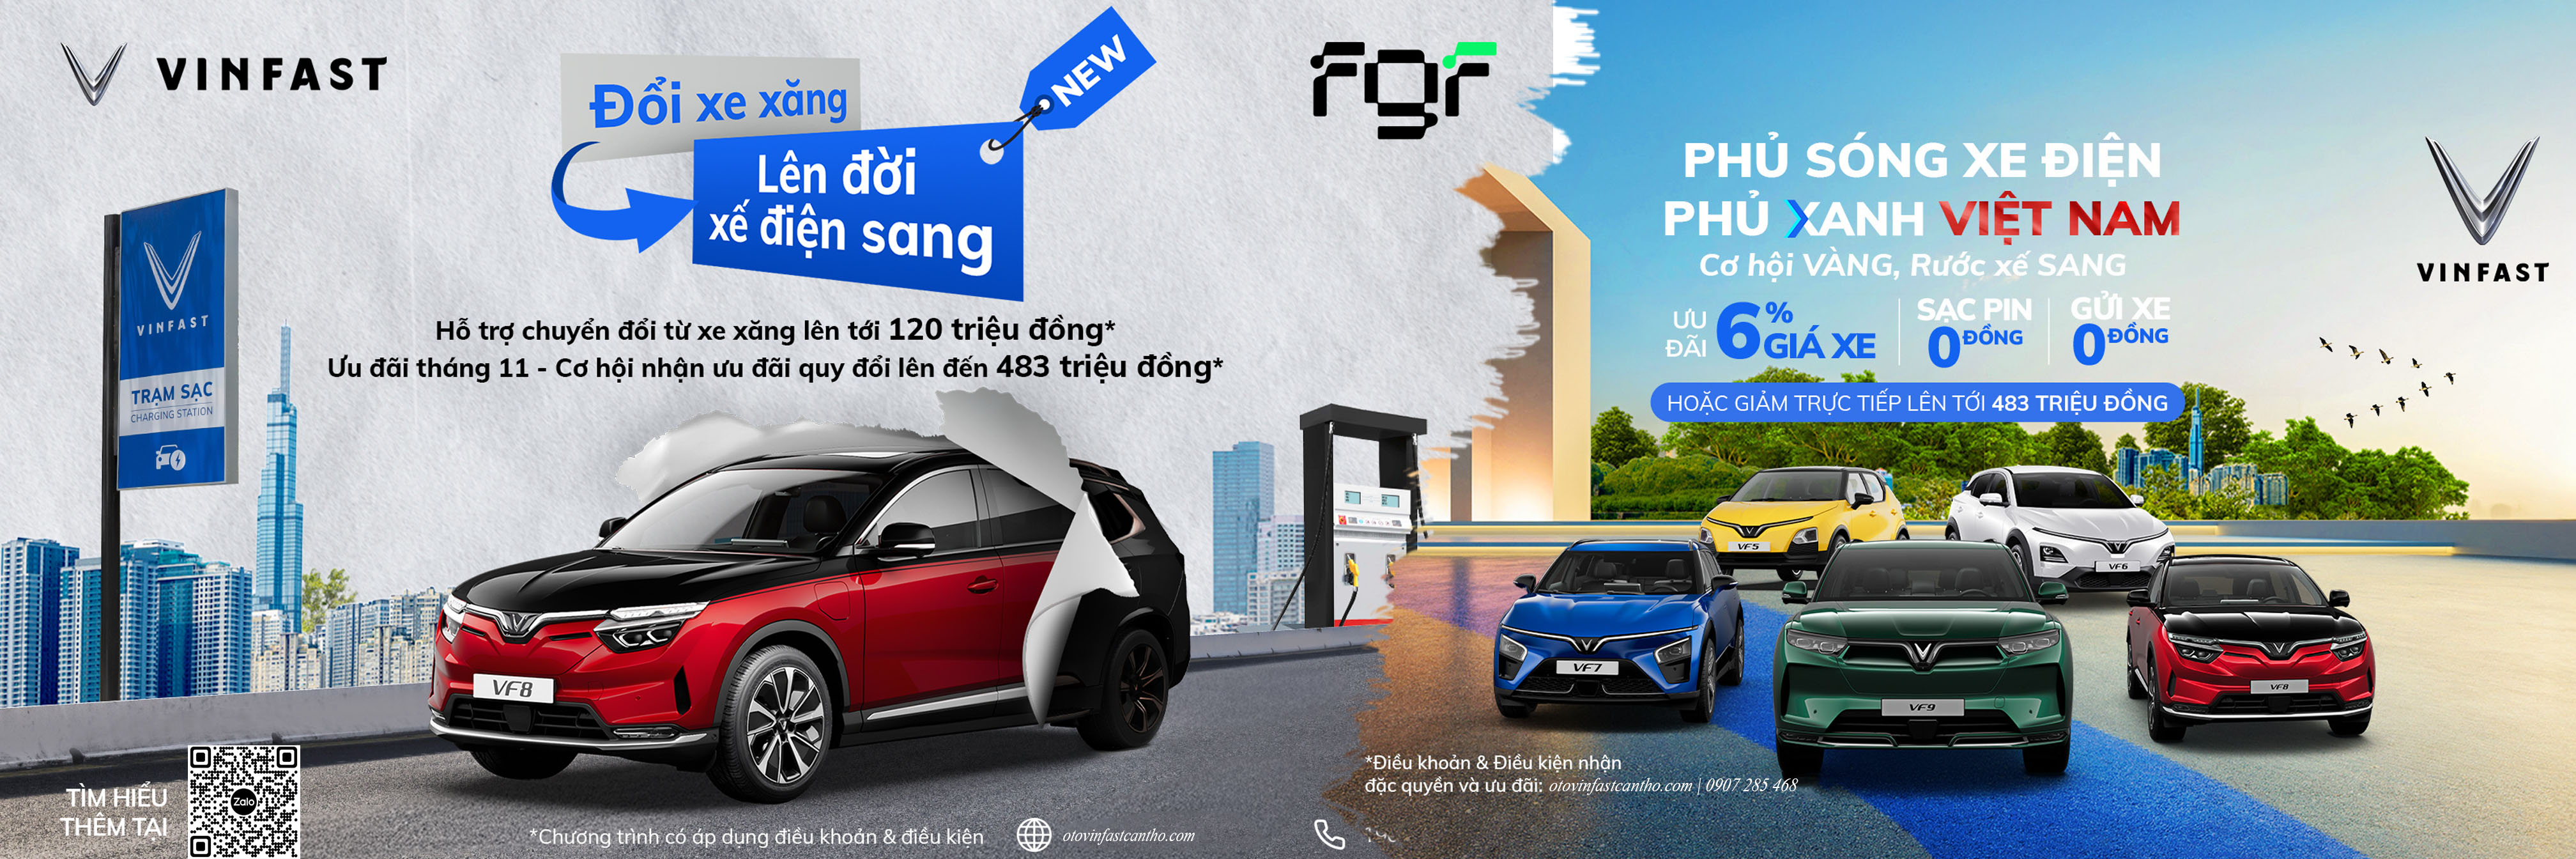 VINFAST
Đổi xe xăng
Lên đời
xế điện sang
NEW
fgf
Hỗ trợ chuyển đổi từ xe xăng lên tới 120 triệu đồng*
Ưu đãi tháng 11 - Cơ hội nhận ưu đãi quy đổi lên đến 483 triệu đồng*
VINFAST
TRẠM SẠC
CHARGING STATION
VF8
TÌM HIỂU
THÊM TẠI
Zalo
*Chương trình có áp dụng điều khoản & điều kiện
otovinfastcantho.com
PHỦ SÓNG XE ĐIỆN
PHỦ XANH VIỆT NAM
Cơ hội VÀNG, Rước xế SANG
ƯU ĐÃI 6% GIÁ XE
SẠC PIN 0 ĐỒNG
GỬI XE 0 ĐỒNG
HOẶC GIẢM TRỰC TIẾP LÊN TỚI 483 TRIỆU ĐỒNG
VINFAST
VF5
VF6
VF7
VF9
VF8
*Điều khoản & Điều kiện nhận
đặc quyền và ưu đãi: otovinfastcantho.com | 0907 285 468